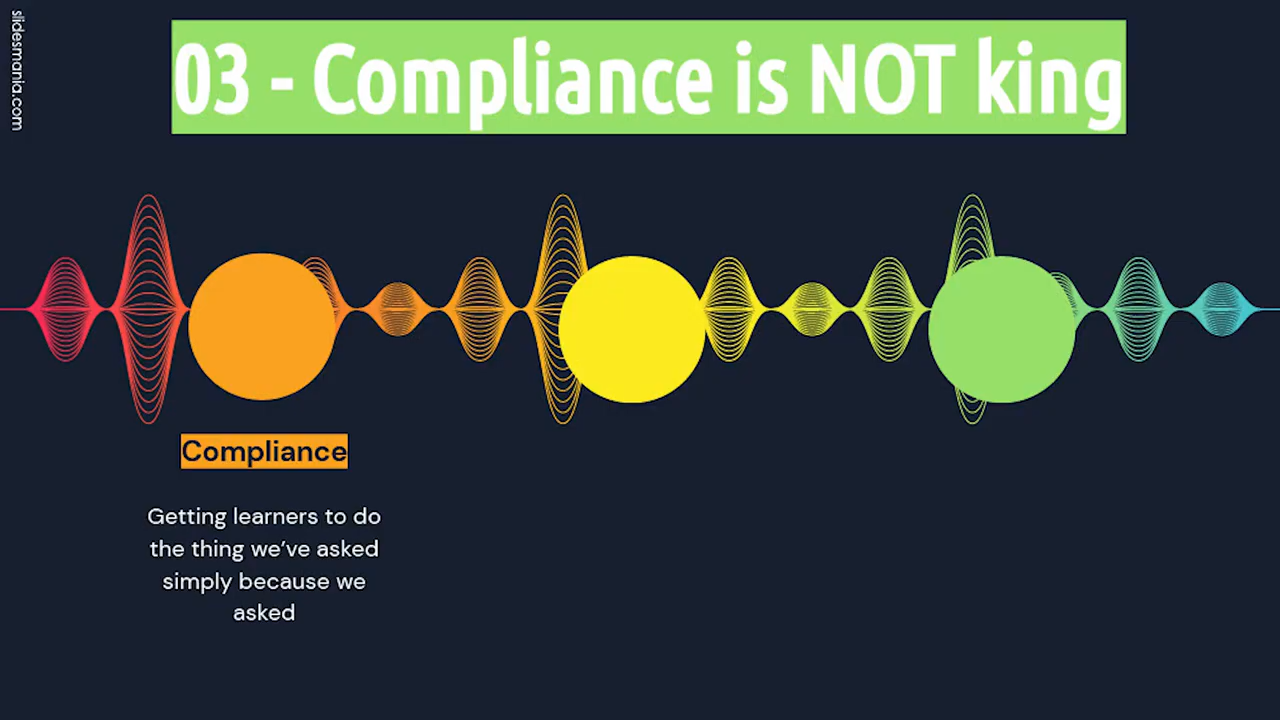 slidesmania.com
03 - Compliance is NOT king
Compliance
Getting learners to do
the thing we’ve asked
simply because we
asked